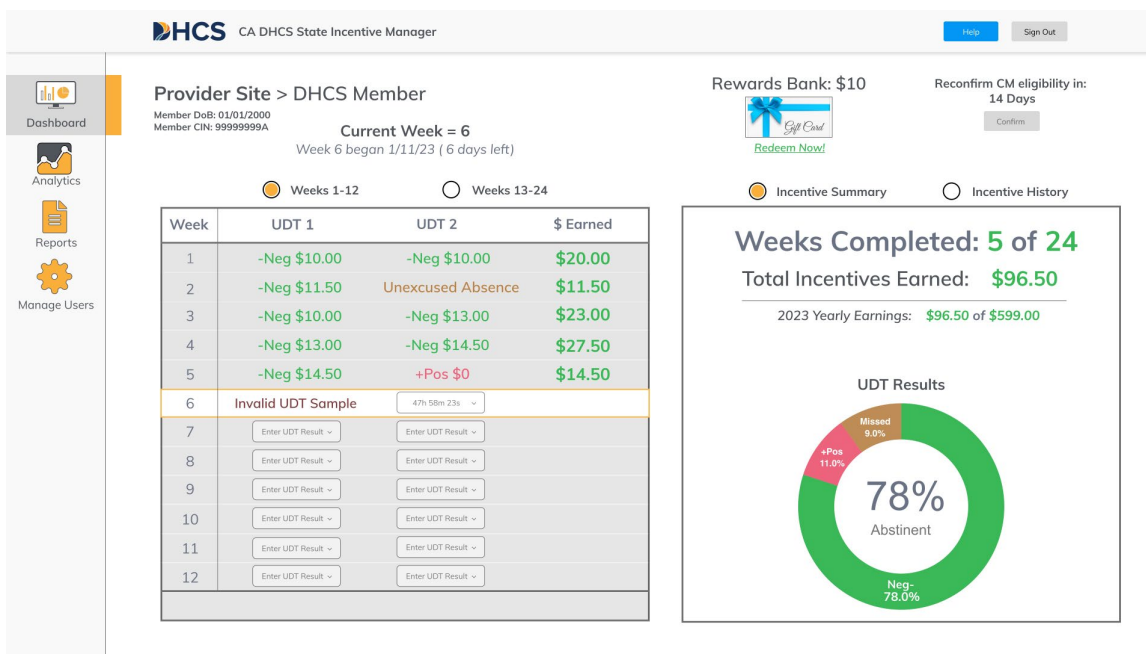 DHCS CA DHCS State Incentive Manager
Help
Sign Out
Dashboard
Analytics
Reports
Manage Users
Provider Site > DHCS Member
Member DoB: 01/01/2000
Member CIN: 99999999A
Current Week = 6
Week 6 began 1/11/23 ( 6 days left)
Rewards Bank: $10
Gift Card
Redeem Now!
Reconfirm CM eligibility in:
14 Days
Confirm
Weeks 1-12 Weeks 13-24
Week UDT 1 UDT 2 $ Earned
1 -Neg $10.00 -Neg $10.00 $20.00
2 -Neg $11.50 Unexcused Absence $11.50
3 -Neg $10.00 -Neg $13.00 $23.00
4 -Neg $13.00 -Neg $14.50 $27.50
5 -Neg $14.50 +Pos $0 $14.50
6 Invalid UDT Sample 47h 58m 23s
7 Enter UDT Result Enter UDT Result
8 Enter UDT Result Enter UDT Result
9 Enter UDT Result Enter UDT Result
10 Enter UDT Result Enter UDT Result
11 Enter UDT Result Enter UDT Result
12 Enter UDT Result Enter UDT Result
Incentive Summary Incentive History
Weeks Completed: 5 of 24
Total Incentives Earned: $96.50
2023 Yearly Earnings: $96.50 of $599.00
UDT Results
Missed
9.0%
+Pos
11.0%
78%
Abstinent
Neg-
78.0%